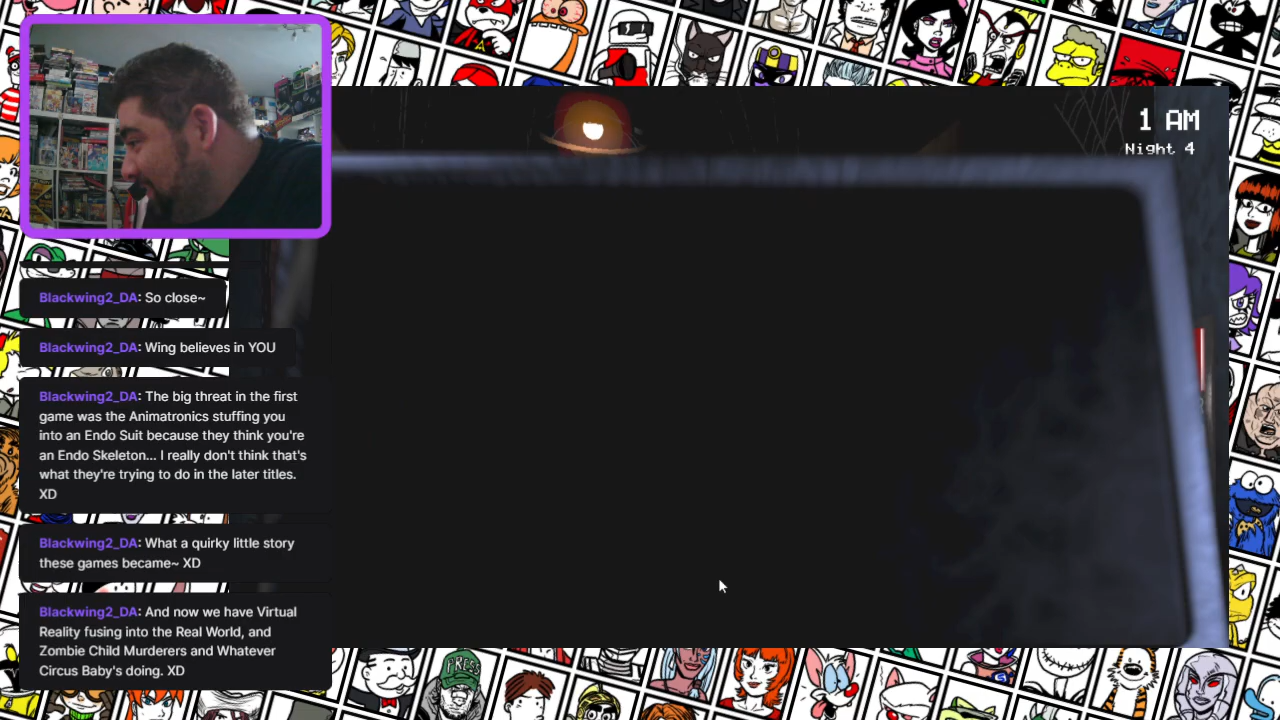 1 AM
Night 4
Blackwing2_DA: So close~
Blackwing2_DA: Wing believes in YOU
Blackwing2_DA: The big threat in the first
game was the Animatronics stuffing you
into an Endo Suit because they think you're
an Endo Skeleton... I really don't think that's
what they're trying to do in the later titles.
XD
Blackwing2_DA: What a quirky little story
these games became~ XD
Blackwing2_DA: And now we have Virtual
Reality fusing into the Real World, and
Zombie Child Murderers and Whatever
Circus Baby's doing. XD
PRESS